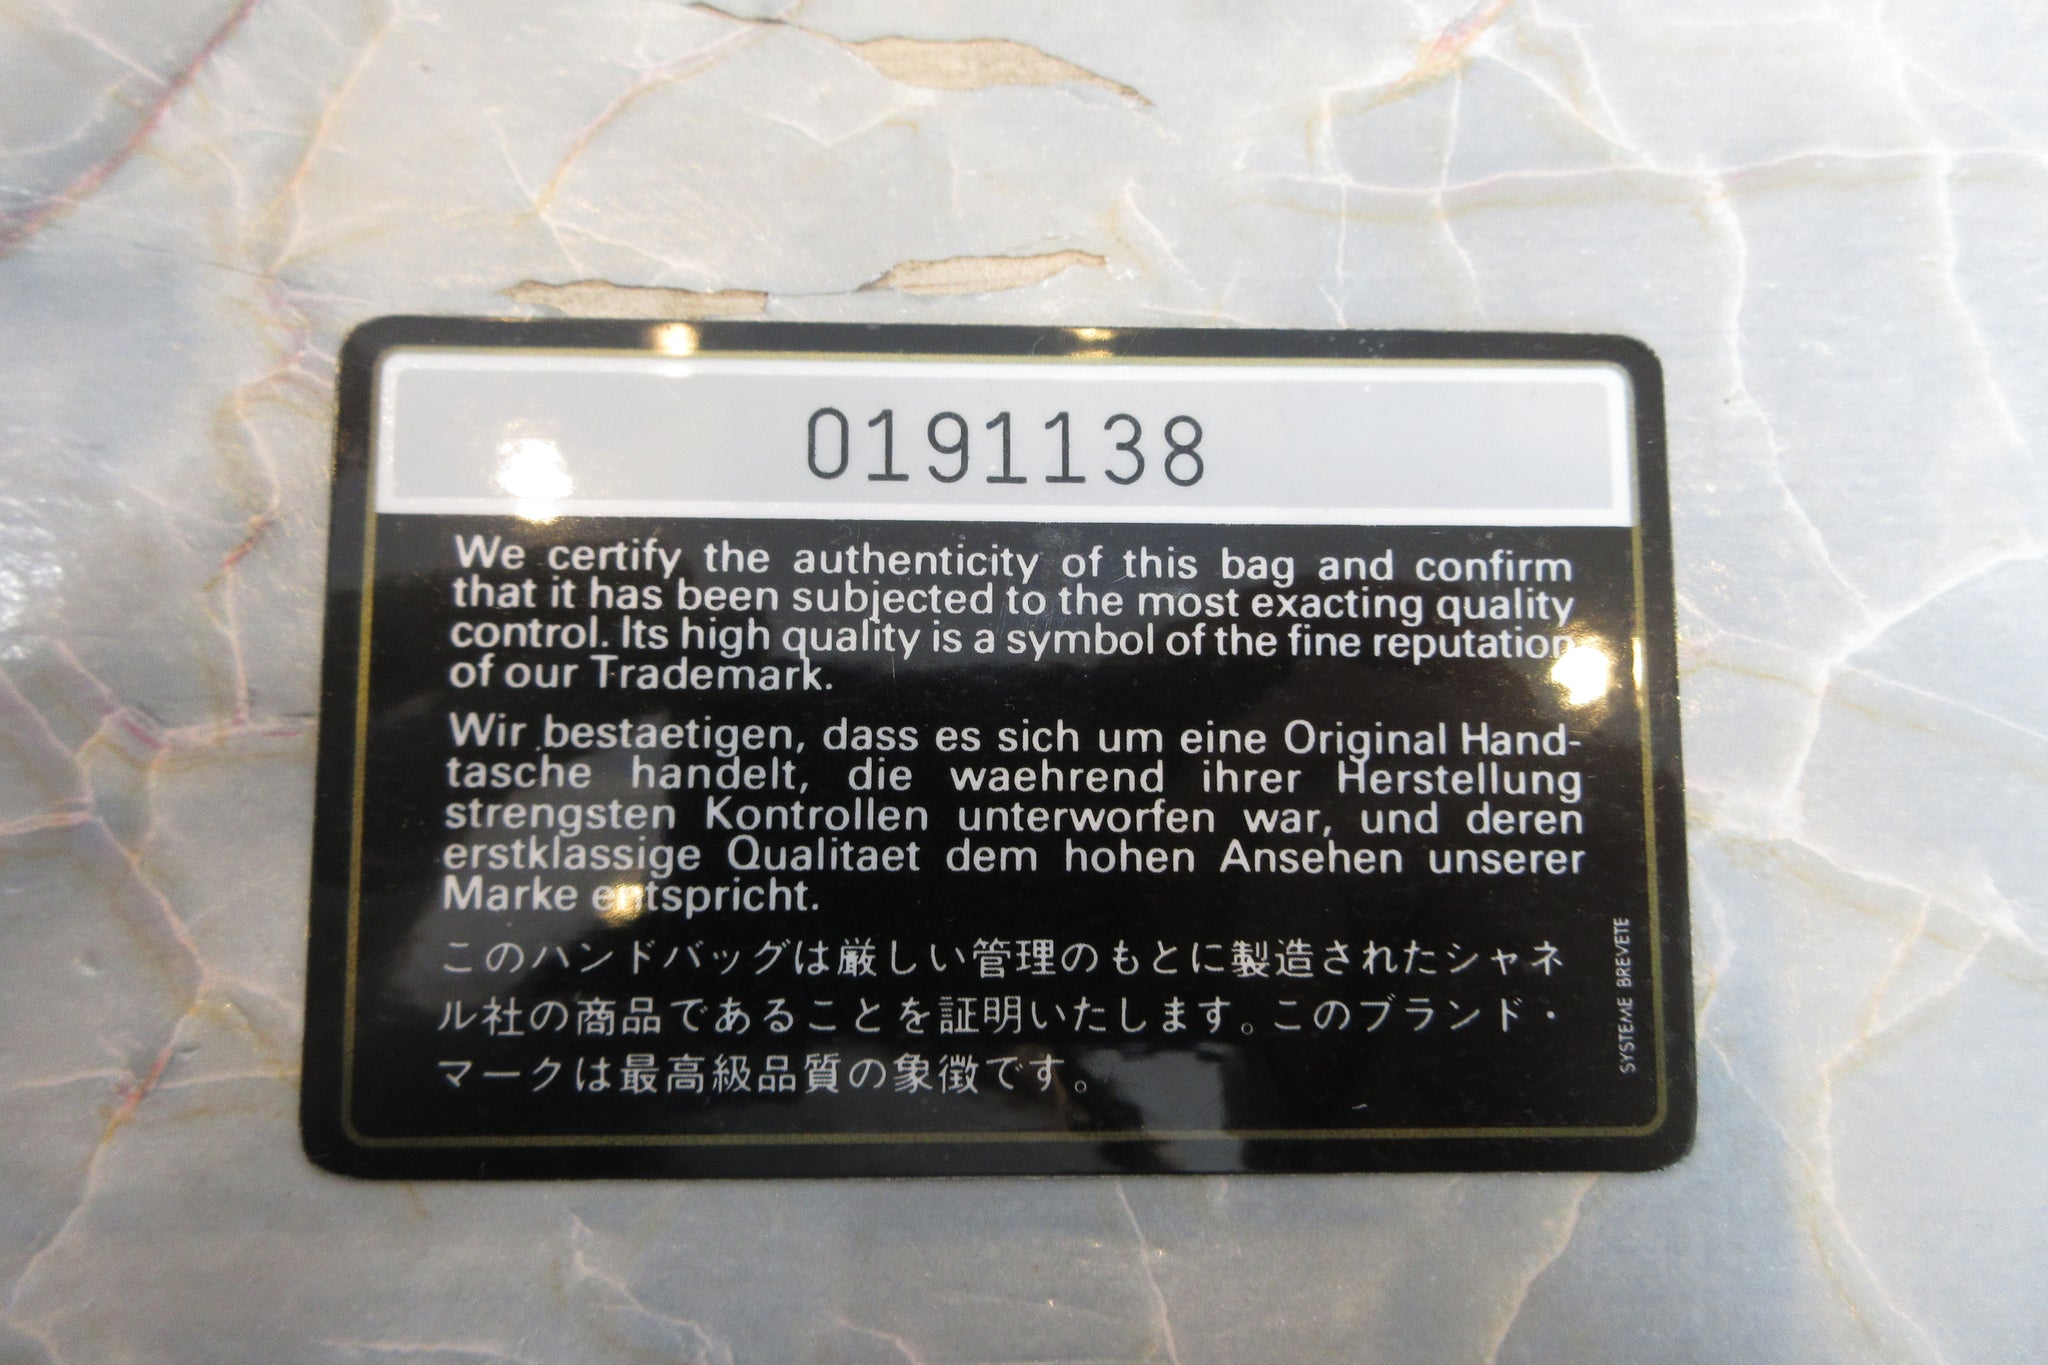 0191138
We certify the authenticity of this bag and confirm
that it has been subjected to the most exacting quality
control. Its high quality is a symbol of the fine reputation
of our Trademark.
Wir bestaetigen, dass es sich um eine Original Hand-
tasche handelt, die waehrend ihrer Herstellung
strengsten Kontrollen unterworfen war, und deren
erstklassige Qualitaet dem hohen Ansehen unserer
Marke entspricht.
このハンドバッグは厳しい管理のもとに製造されたシャネ
ル社の商品であることを証明いたします。このブランド・
マークは最高級品質の象徴です。
SYSTEME BREVETE